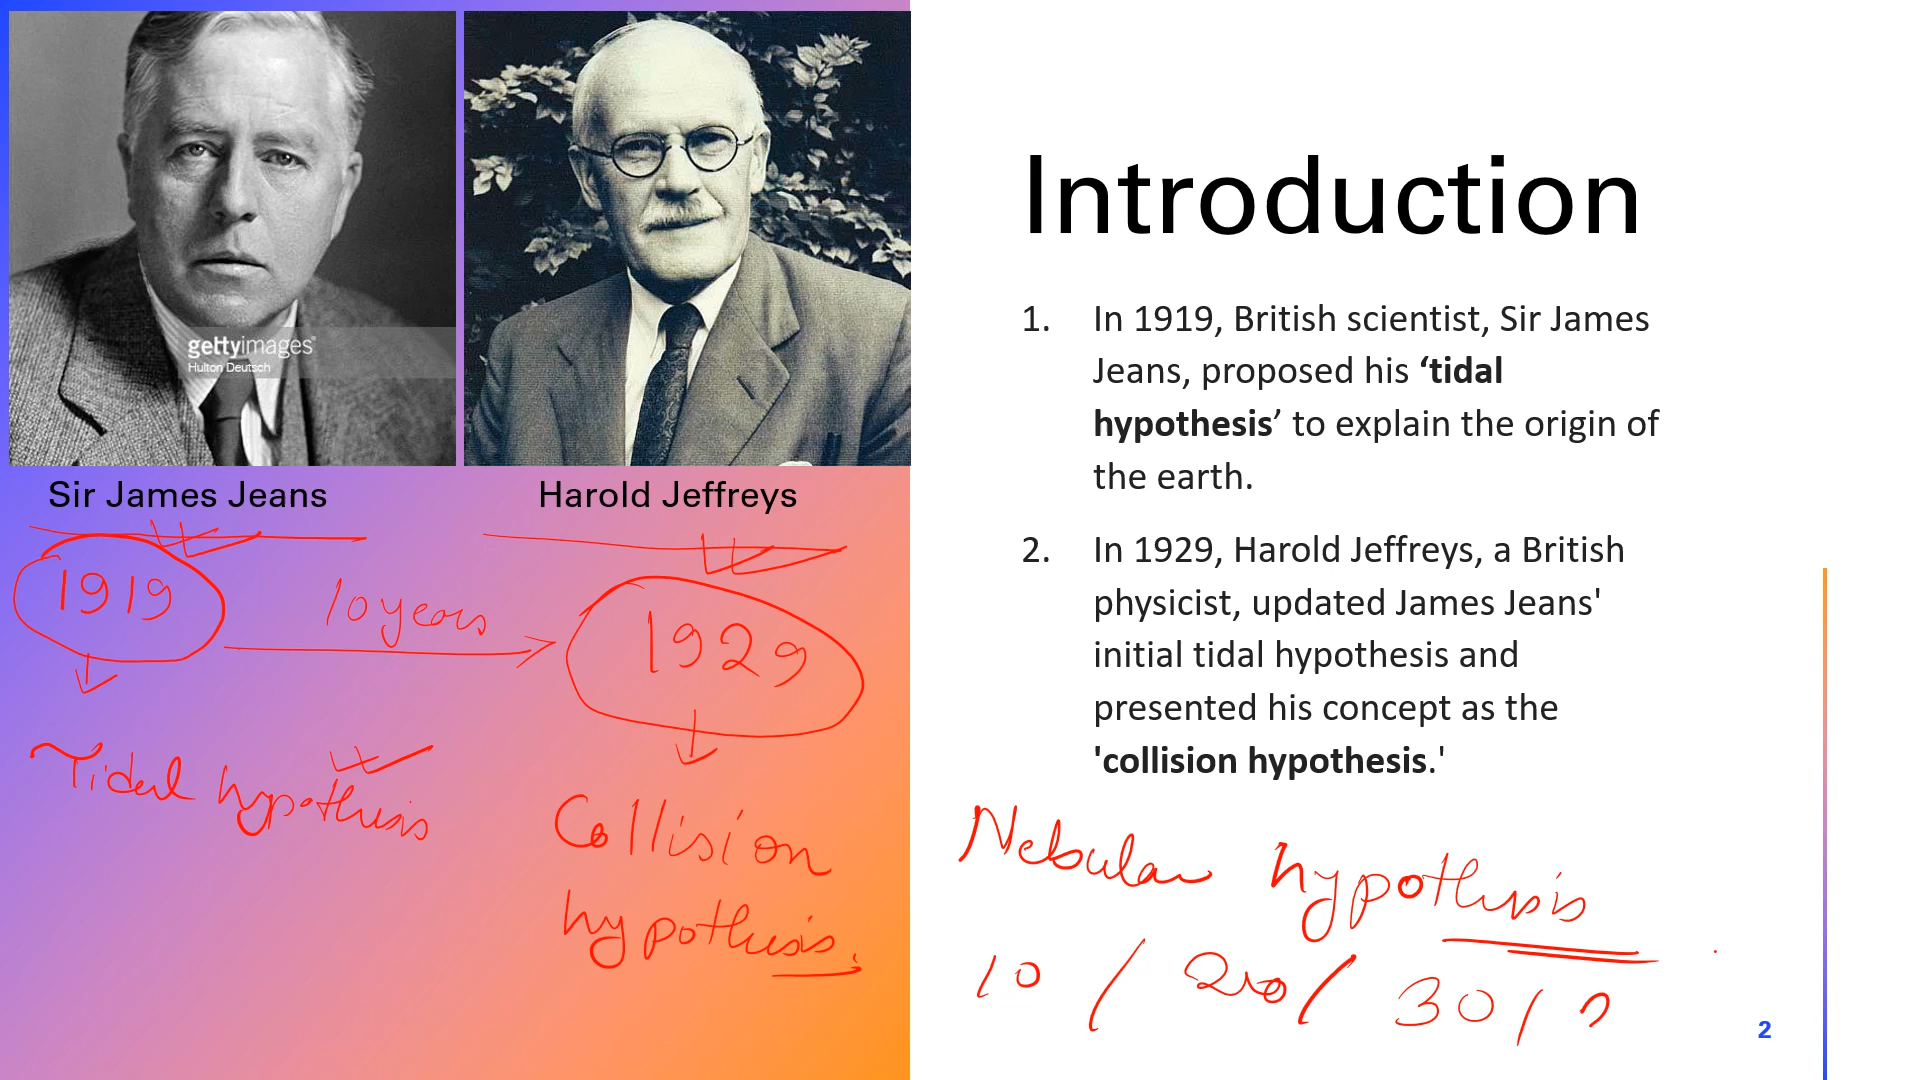 gettyimages
Hulton Deutsch
Sir James Jeans
Harold Jeffreys
1919
10 years
1929
Tidal hypothesis
Collision
hypothesis.
Introduction
1. In 1919, British scientist, Sir James
Jeans, proposed his ‘tidal
hypothesis’ to explain the origin of
the earth.
2. In 1929, Harold Jeffreys, a British
physicist, updated James Jeans'
initial tidal hypothesis and
presented his concept as the
'collision hypothesis.'
Nebular hypothesis
10 / 20 / 30 /
2